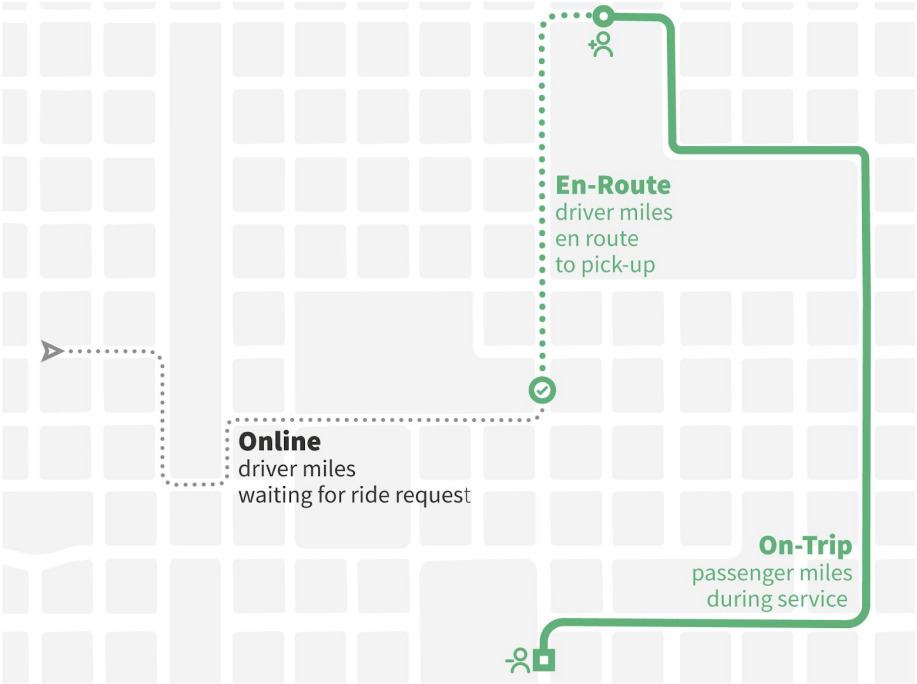 En-Route
driver miles
en route
to pick-up
Online
driver miles
waiting for ride request
On-Trip
passenger miles
during service